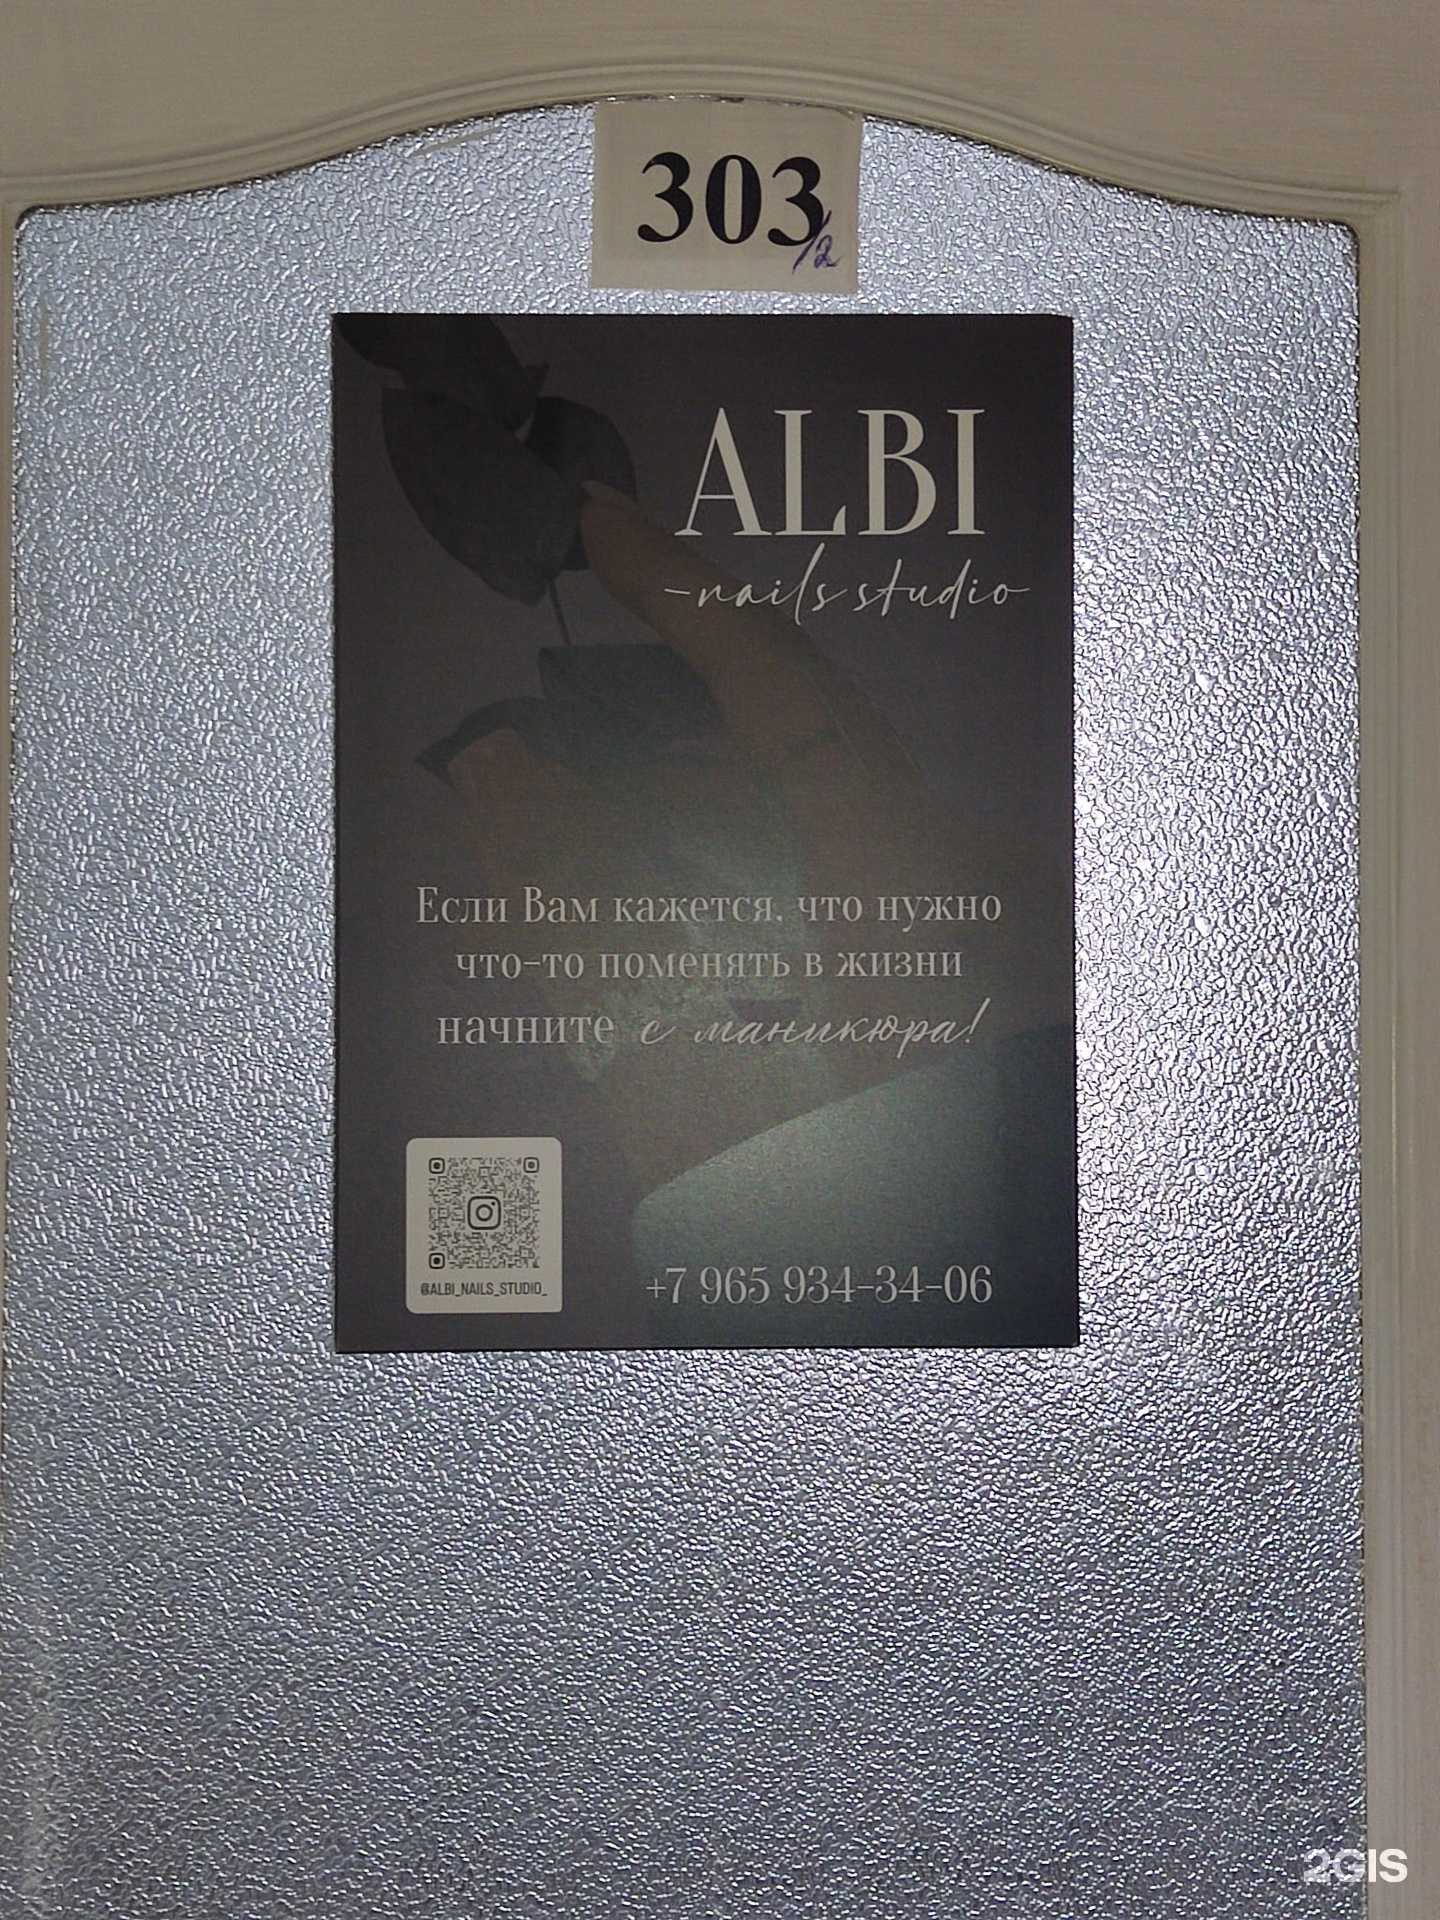 303/2
ALBI
-nails studio
Если Вам кажется, что нужно
что-то поменять в жизни
начните с маникюра!
@ALBI_NAILS_STUDIO_
+7 965 934-34-06
2GIS